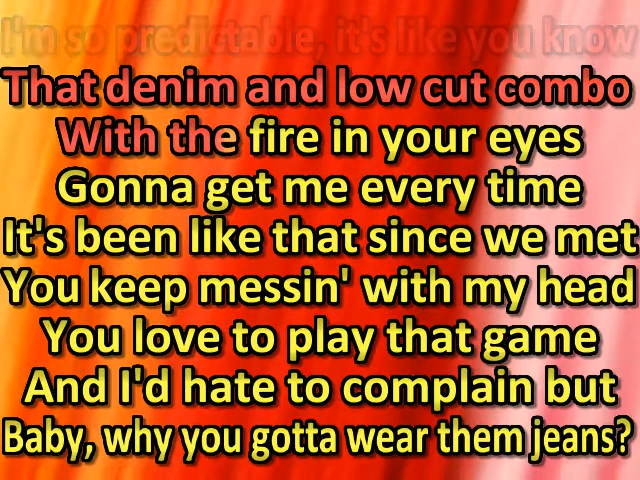 I'm so predictable, it's like you know
That denim and low cut combo
With the fire in your eyes
Gonna get me every time
It's been like that since we met
You keep messin' with my head
You love to play that game
And I'd hate to complain but
Baby, why you gotta wear them jeans?